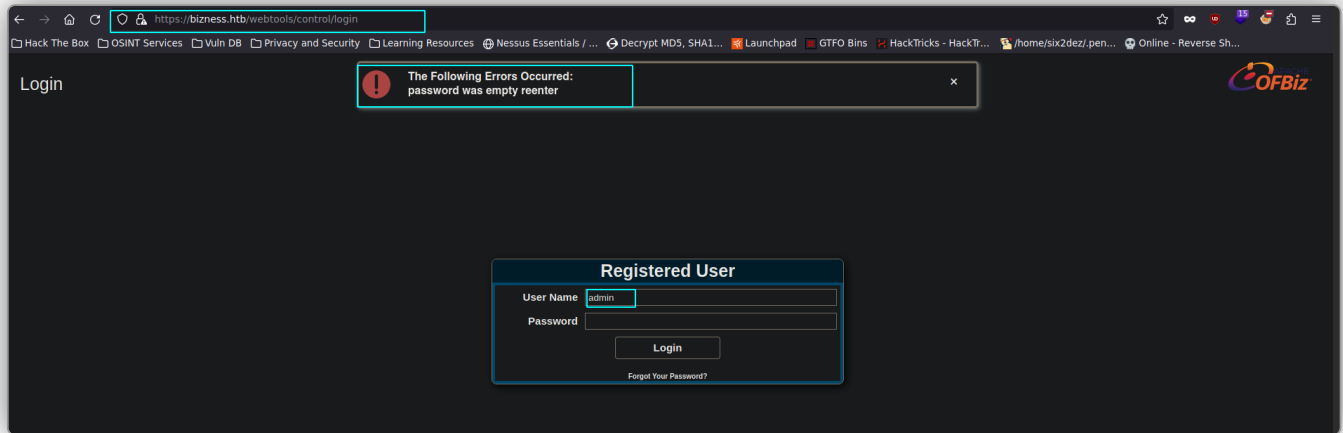 https://bizness.htb/webtools/control/login
15
Hack The Box OSINT Services Vuln DB Privacy and Security Learning Resources Nessus Essentials / ... Decrypt MD5, SHA1... Launchpad GTFO Bins HackTricks - HackTr... /home/six2dez/.pen... Online - Reverse Sh...
Login
The Following Errors Occurred:
password was empty reenter
APACHE
OFBiz
Registered User
User Name admin
Password
Login
Forgot Your Password?